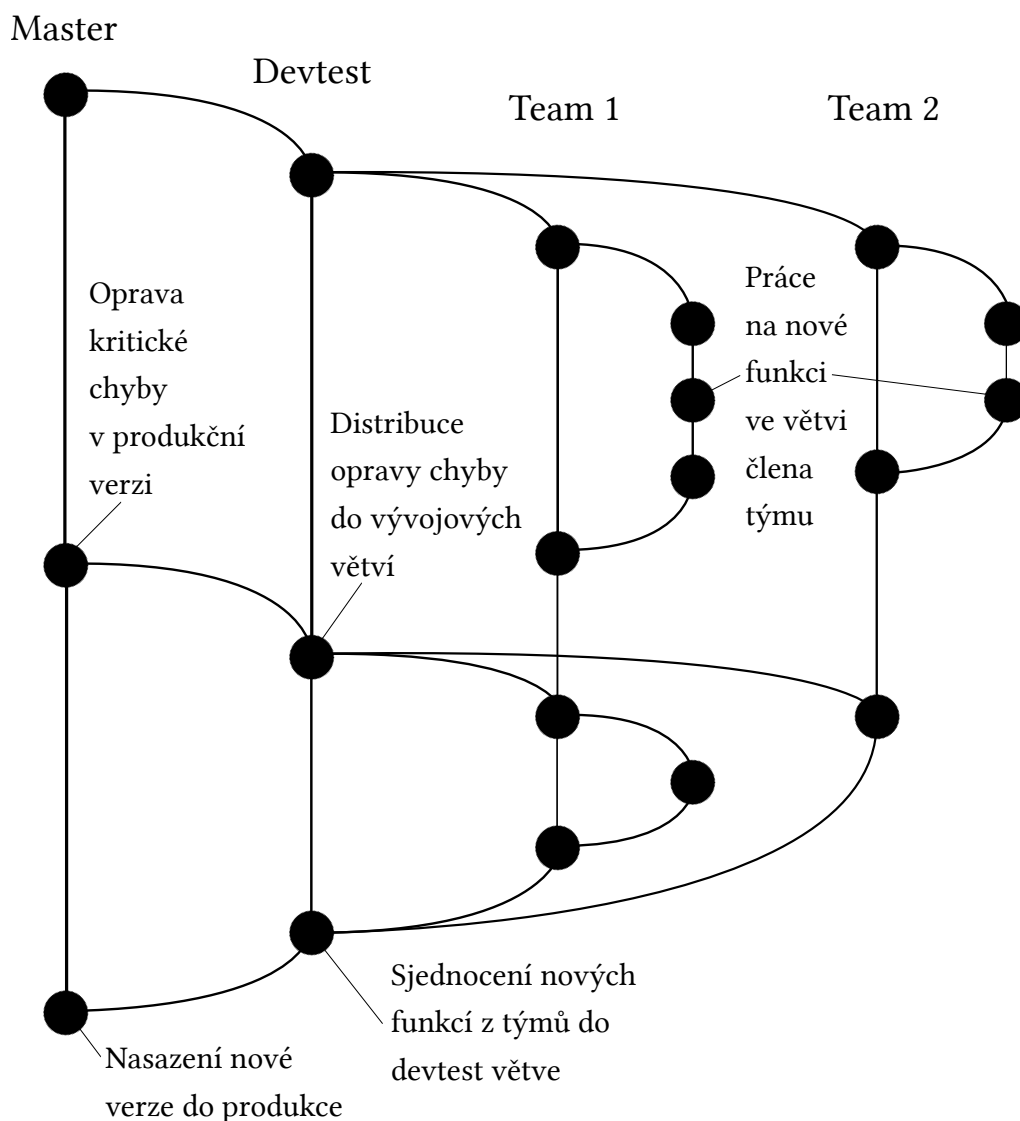 Master
Devtest
Team 1
Team 2
Oprava
kritické
chyby
v produkční
verzi
Distribuce
opravy chyby
do vývojových
větví
Práce
na nové
funkci
ve větvi
člena
týmu
Sjednocení nových
funkcí z týmů do
devtest větve
Nasazení nové
verze do produkce